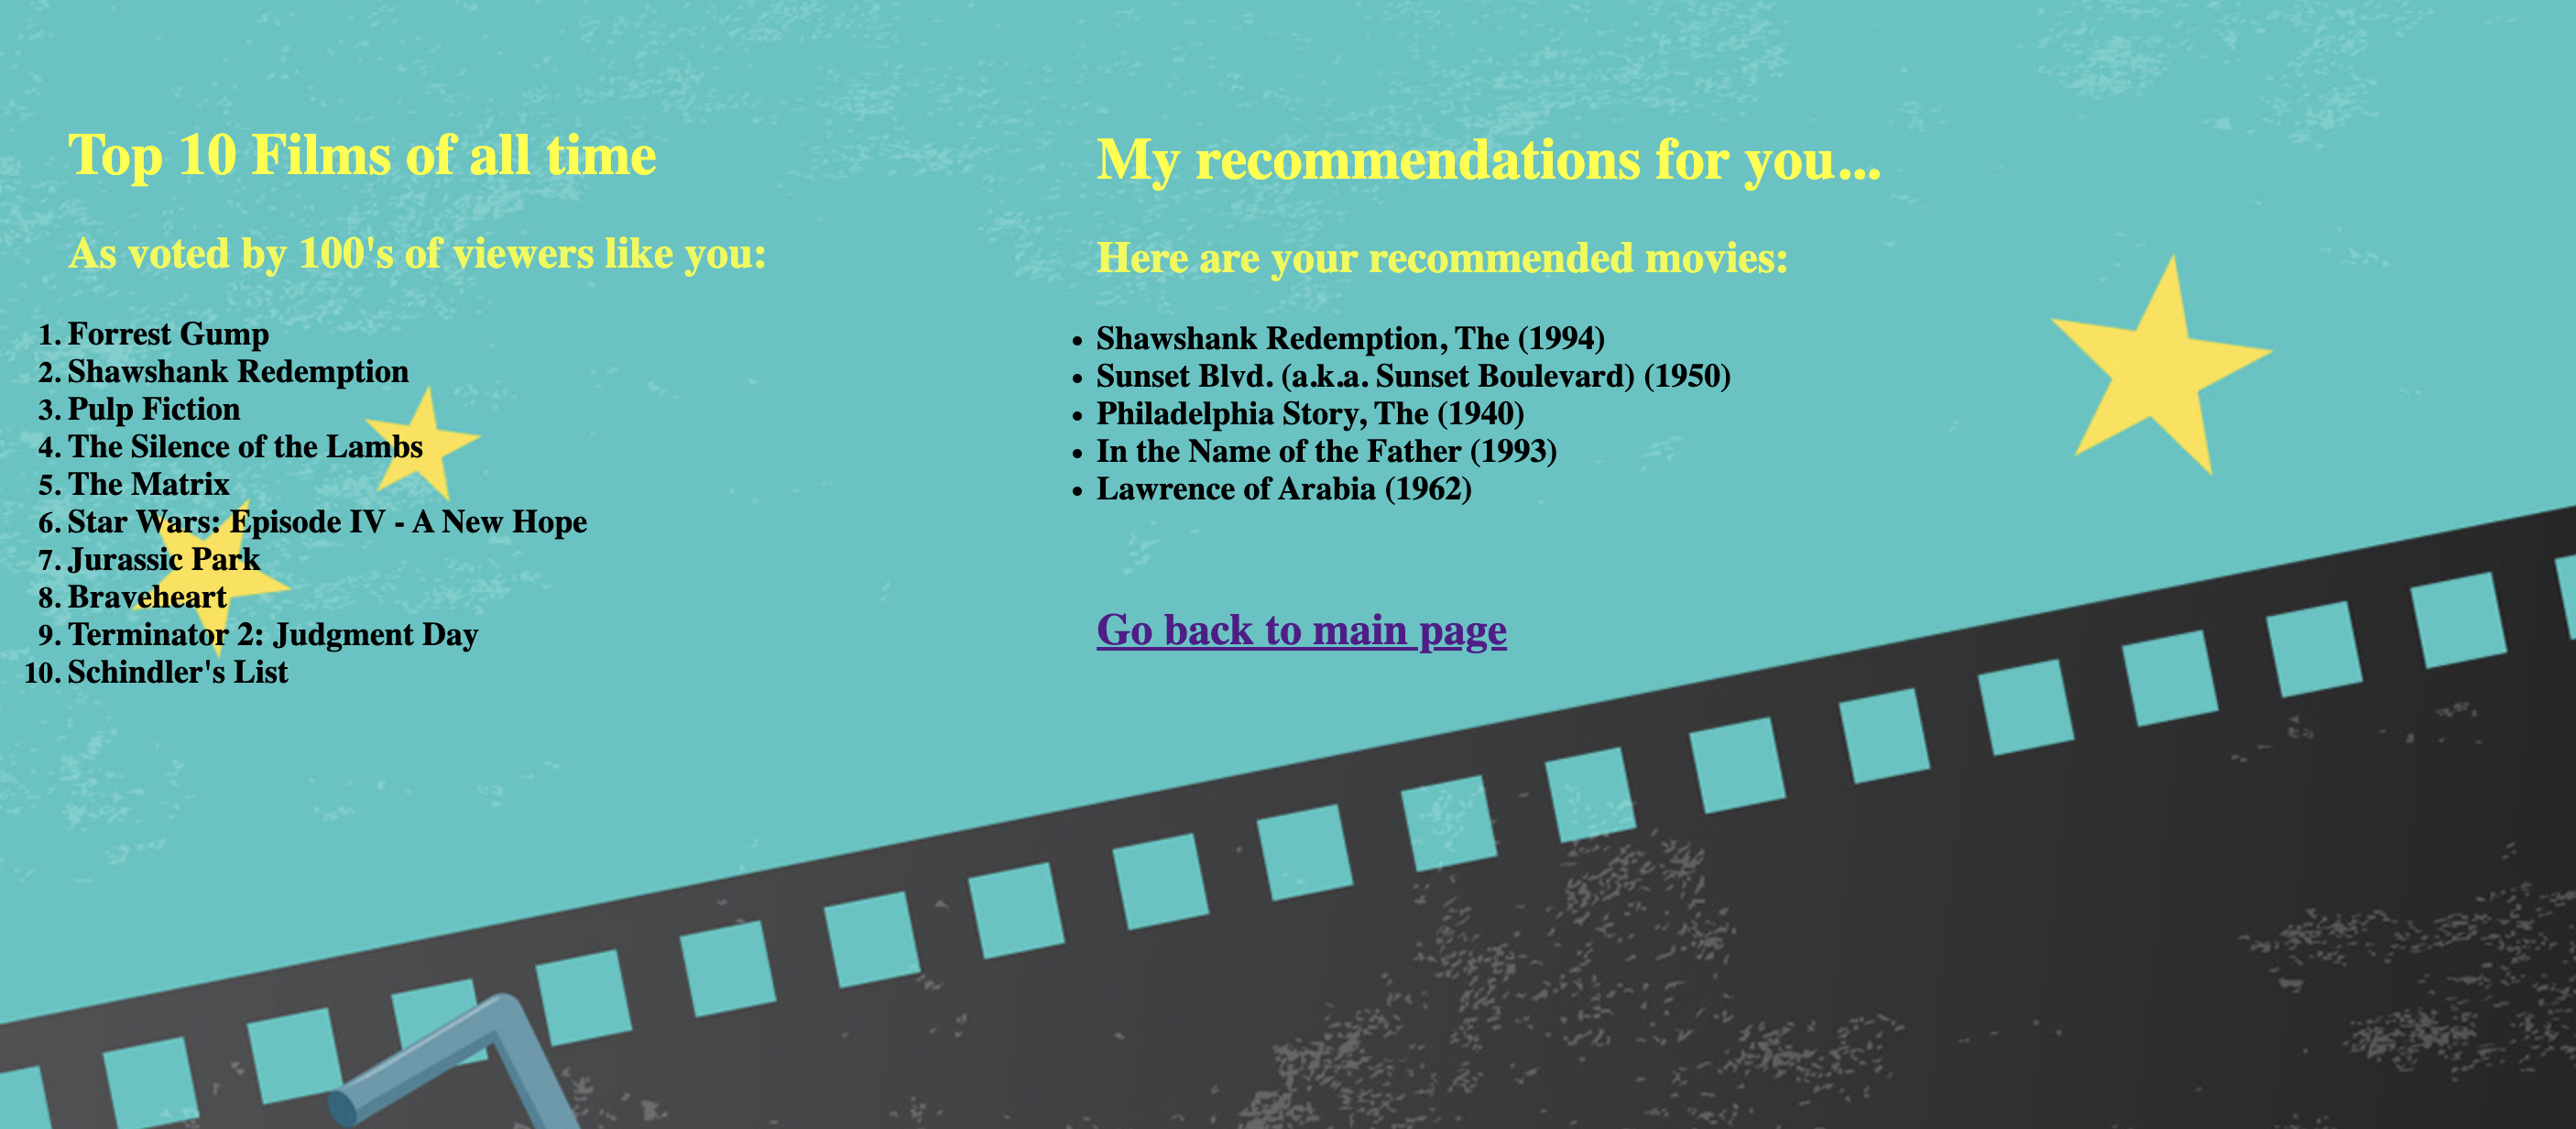 Top 10 Films of all time
As voted by 100's of viewers like you:
1. Forrest Gump
2. Shawshank Redemption
3. Pulp Fiction
4. The Silence of the Lambs
5. The Matrix
6. Star Wars: Episode IV - A New Hope
7. Jurassic Park
8. Braveheart
9. Terminator 2: Judgment Day
10. Schindler's List
My recommendations for you...
Here are your recommended movies:
• Shawshank Redemption, The (1994)
• Sunset Blvd. (a.k.a. Sunset Boulevard) (1950)
• Philadelphia Story, The (1940)
• In the Name of the Father (1993)
• Lawrence of Arabia (1962)
Go back to main page